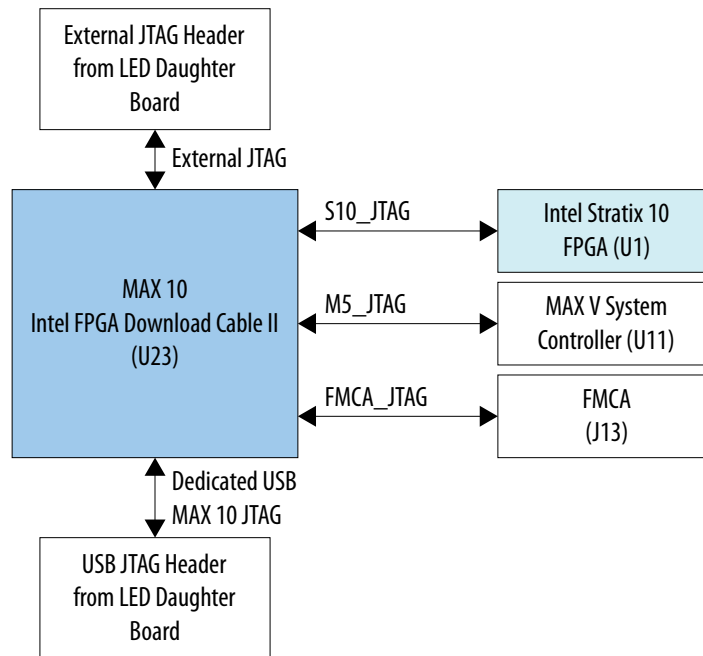 External JTAG Header
from LED Daughter
Board
External JTAG
MAX 10
Intel FPGA Download Cable II
(U23)
S10_JTAG
Intel Stratix 10
FPGA (U1)
M5_JTAG
MAX V System
Controller (U11)
FMCA_JTAG
FMCA
(J13)
Dedicated USB
MAX 10 JTAG
USB JTAG Header
from LED Daughter
Board